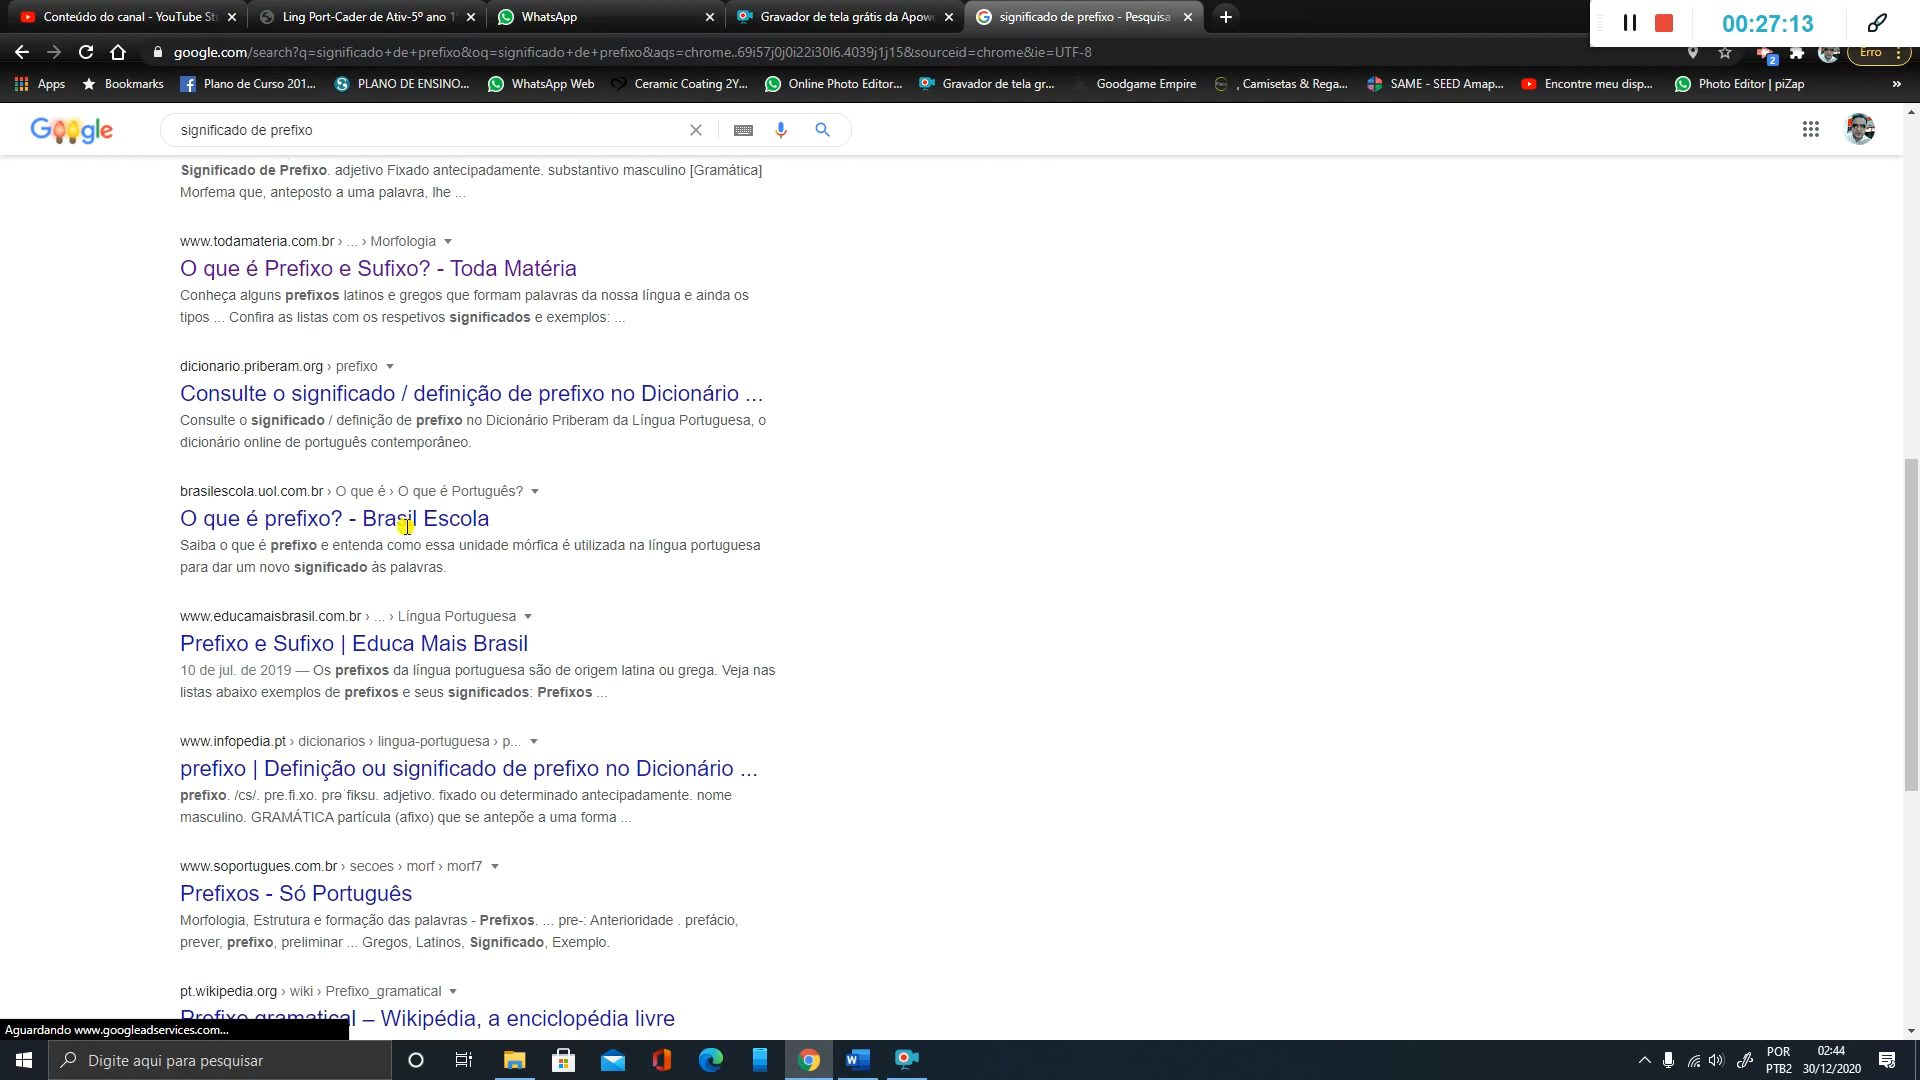 Conteúdo do canal - YouTube St
Ling Port-Cader de Ativ-5º ano 1
WhatsApp
Gravador de tela grátis da Apowe
significado de prefixo - Pesquisa
00:27:13
google.com/search?q=significado+de+prefixo&oq=significado+de+prefixo&aqs=chrome..69i57j0j0i22i30l6.4039j1j15&sourceid=chrome&ie=UTF-8
2
Erro
Apps
Bookmarks
Plano de Curso 201...
PLANO DE ENSINO...
WhatsApp Web
Ceramic Coating 2Y...
Online Photo Editor...
Gravador de tela gr...
Goodgame Empire
, Camisetas & Rega...
SAME - SEED Amap...
Encontre meu disp...
Photo Editor | piZap
»
Google
significado de prefixo
Significado de Prefixo. adjetivo Fixado antecipadamente. substantivo masculino [Gramática]
Morfema que, anteposto a uma palavra, lhe ...
www.todamateria.com.br › ... › Morfologia
O que é Prefixo e Sufixo? - Toda Matéria
Conheça alguns prefixos latinos e gregos que formam palavras da nossa língua e ainda os
tipos ... Confira as listas com os respetivos significados e exemplos: ...
dicionario.priberam.org › prefixo
Consulte o significado / definição de prefixo no Dicionário ...
Consulte o significado / definição de prefixo no Dicionário Priberam da Língua Portuguesa, o
dicionário online de português contemporâneo.
brasilescola.uol.com.br › O que é › O que é Português?
O que é prefixo? - Brasil Escola
Saiba o que é prefixo e entenda como essa unidade mórfica é utilizada na língua portuguesa
para dar um novo significado às palavras.
www.educamaisbrasil.com.br › ... › Língua Portuguesa
Prefixo e Sufixo | Educa Mais Brasil
10 de jul. de 2019 — Os prefixos da língua portuguesa são de origem latina ou grega. Veja nas
listas abaixo exemplos de prefixos e seus significados: Prefixos ...
www.infopedia.pt › dicionarios › lingua-portuguesa › p...
prefixo | Definição ou significado de prefixo no Dicionário ...
prefixo. /cs/. pre.fi.xo. prəˈfiksu. adjetivo. fixado ou determinado antecipadamente. nome
masculino. GRAMÁTICA partícula (afixo) que se antepõe a uma forma ...
www.soportugues.com.br › secoes › morf › morf7
Prefixos - Só Português
Morfologia, Estrutura e formação das palavras - Prefixos. ... pre-: Anterioridade . prefácio,
prever, prefixo, preliminar ... Gregos, Latinos, Significado, Exemplo.
pt.wikipedia.org › wiki › Prefixo_gramatical
Prefixo gramatical – Wikipédia, a enciclopédia livre
Aguardando www.googleadservices.com...
Digite aqui para pesquisar
POR
PTB2
02:44
30/12/2020